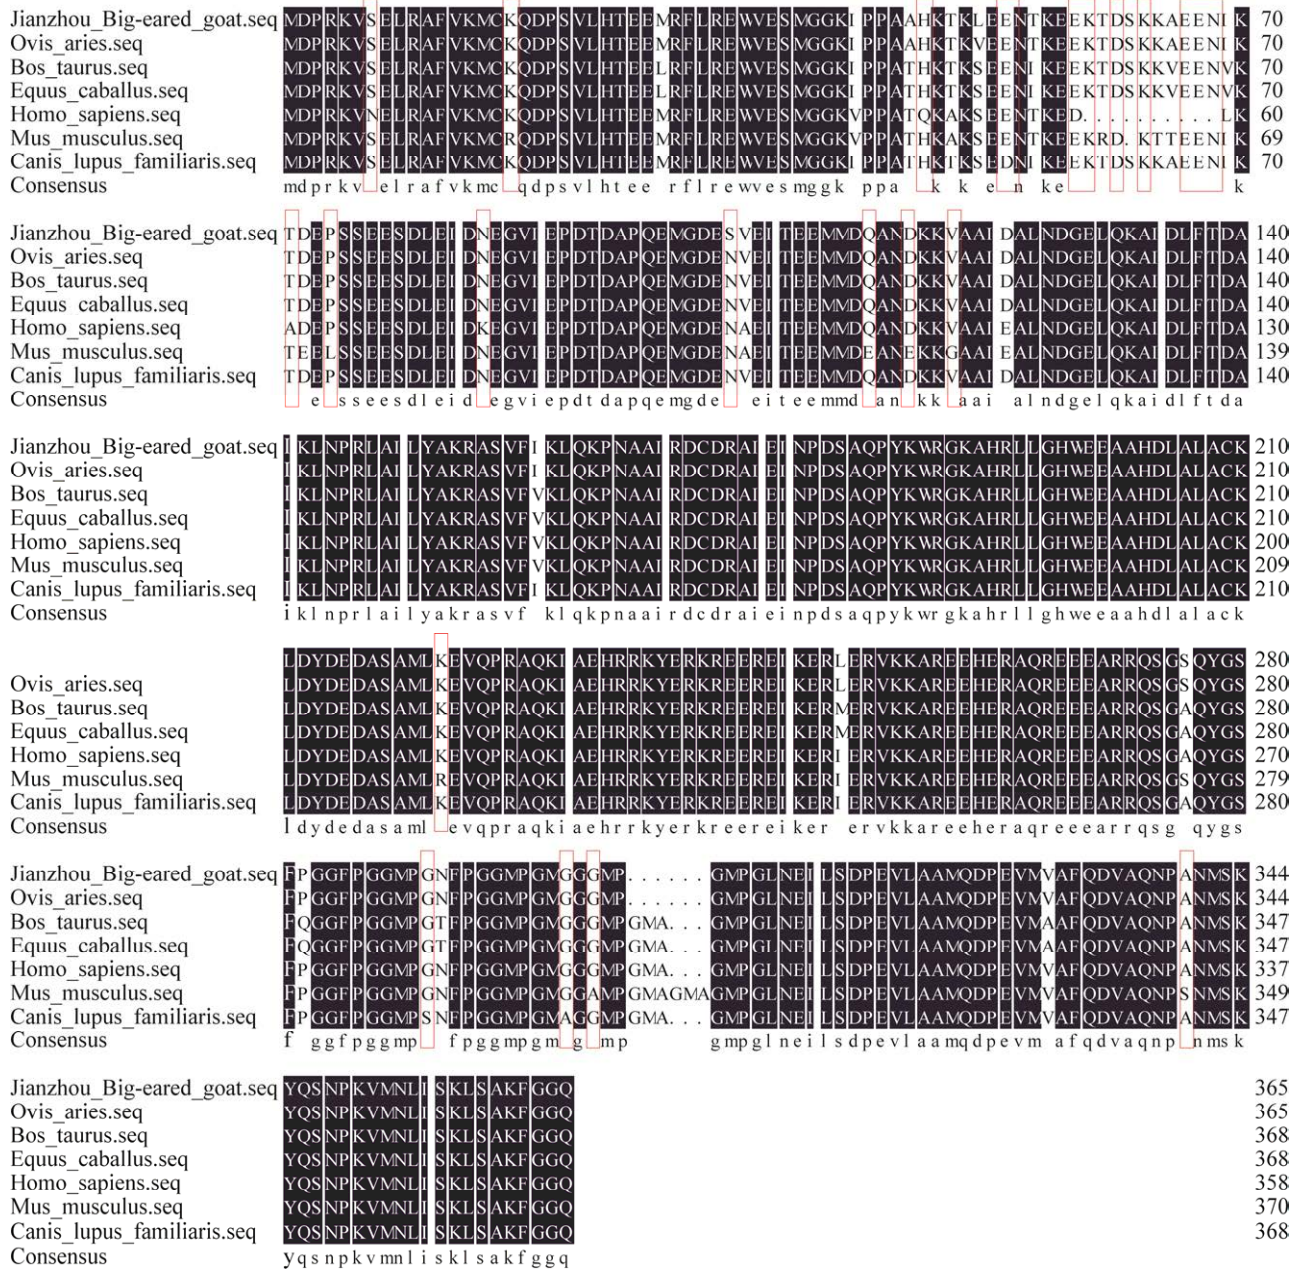 Jianzhou_Big-eared_goat.seq MDPRKVSELRAFVKMCKQDPSVLHTEEMRFLREWVESMGGKIPPAAHKTKLEENTKEEKTDSKKAEENIK 70
Ovis_aries.seq MDPRKVSELRAFVKMCKQDPSVLHTEEMRFLREWVESMGGKIPPAAHKTKVEENTKEEKTDSKKAEENIK 70
Bos_taurus.seq MDPRKVSELRAFVKMCKQDPSVLHTEELRFLREWVESMGGKIPPATHKTKSEENIKEEKTDSKKVEENVK 70
Equus_caballus.seq MDPRKVSELRAFVKMCKQDPSVLHTEELRFLREWVESMGGKIPPATHKTKSEENIKEEKTDSKKVEENVK 70
Homo_sapiens.seq MDPRKVNELRAFVKMCKQDPSVLHTEEMRFLREWVESMGGKVPPATQKAKSEENTKEED..........LK 60
Mus_musculus.seq MDPRKVSELRAFVKMCRQDPSVLHTEEMRFLREWVESMGGKVPPATHKAKSEENTKEEKRD.KTTEENIK 69
Canis_lupus_familiaris.seq MDPRKVSELRAFVKMCKQDPSVLHTEEMRFLREWVESMGGKIPPATHKTKSEDNIKEEKTDSKKAEENIK 70
Consensus mdprkv elrafvkmc qdpsvlhtee rflrewvesmggk ppa k k e n ke k
Jianzhou_Big-eared_goat.seq TDEPSSEESDLEIDNEGVIEPDTDAPQEMGDESVEITEEMMDQANDKKVAAIDALNDGELQKAIDLFTDA 140
Ovis_aries.seq TDEPSSEESDLEIDNEGVIEPDTDAPQEMGDENVEITEEMMDQANDKKVAAIDALNDGELQKAIDLFTDA 140
Bos_taurus.seq TDEPSSEESDLEIDNEGVIEPDTDAPQEMGDENVEITEEMMDQANDKKVAAIDALNDGELQKAIDLFTDA 140
Equus_caballus.seq TDEPSSEESDLEIDNEGVIEPDTDAPQEMGDENVEITEEMMDQANDKKVAAIDALNDGELQKAIDLFTDA 140
Homo_sapiens.seq ADEPSSEESDLEIDKEGVIEPDTDAPQEMGDENAEITEEMMDQANDKKVAAIEALNDGELQKAIDLFTDA 130
Mus_musculus.seq TEELSSEESDLEIDNEGVIEPDTDAPQEMGDENAEITEEMMDEANEKKGAAIEALNDGELQKAIDLFTDA 139
Canis_lupus_familiaris.seq TDEPSSEESDLEIDNEGVIEPDTDAPQEMGDENVEITEEMMDQANDKKVAAIDALNDGELQKAIDLFTDA 140
Consensus e sseesdleid egviepdtdapqemgde eiteemmd an kk aai alndgelqkaidlftda
Jianzhou_Big-eared_goat.seq IKLNPRLAILYAKRASVFIKLQKPNAAIRDCDRAIEINPDSAQPYKWRGKAHRLLGHWEEAAHDLALACK 210
Ovis_aries.seq IKLNPRLAILYAKRASVFIKLQKPNAAIRDCDRAIEINPDSAQPYKWRGKAHRLLGHWEEAAHDLALACK 210
Bos_taurus.seq IKLNPRLAILYAKRASVFVKLQKPNAAIRDCDRAIEINPDSAQPYKWRGKAHRLLGHWEEAAHDLALACK 210
Equus_caballus.seq IKLNPRLAILYAKRASVFVKLQKPNAAIRDCDRAIEINPDSAQPYKWRGKAHRLLGHWEEAAHDLALACK 210
Homo_sapiens.seq IKLNPRLAILYAKRASVFVKLQKPNAAIRDCDRAIEINPDSAQPYKWRGKAHRLLGHWEEAAHDLALACK 200
Mus_musculus.seq IKLNPRLAILYAKRASVFVKLQKPNAAIRDCDRAIEINPDSAQPYKWRGKAHRLLGHWEEAAHDLALACK 209
Canis_lupus_familiaris.seq IKLNPRLAILYAKRASVFIKLQKPNAAIRDCDRAIEINPDSAQPYKWRGKAHRLLGHWEEAAHDLALACK 210
Consensus iklnprlailyakrasvf klqkpnaairdcdraieinpdsaqpykwrgkahrllghweeaahdlalack
LDYDEDASAMLKEVQPRAQKIAEHRRKYERKREEREIKERLERVKKAREEHERAQREEEARRQSGSQYGS 280
Ovis_aries.seq LDYDEDASAMLKEVQPRAQKIAEHRRKYERKREEREIKERLERVKKAREEHERAQREEEARRQSGSQYGS 280
Bos_taurus.seq LDYDEDASAMLKEVQPRAQKIAEHRRKYERKREEREIKERMERVKKAREEHERAQREEEARRQSGAQYGS 280
Equus_caballus.seq LDYDEDASAMLKEVQPRAQKIAEHRRKYERKREEREIKERMERVKKAREEHERAQREEEARRQSGAQYGS 280
Homo_sapiens.seq LDYDEDASAMLKEVQPRAQKIAEHRRKYERKREEREIKERIERVKKAREEHERAQREEEARRQSGAQYGS 270
Mus_musculus.seq LDYDEDASAMLREVQPRAQKIAEHRRKYERKREEREIKERIERVKKAREEHERAQREEEARRQSGSQYGS 279
Canis_lupus_familiaris.seq LDYDEDASAMLKEVQPRAQKIAEHRRKYERKREEREIKERIERVKKAREEHERAQREEEARRQSGAQYGS 280
Consensus ldydedasaml evqpraqkiaehrrkyerkreereiker ervkkareeheraqreeearrqsg qygs
Jianzhou_Big-eared_goat.seq FPGGFPGGMPGNFPGGMPGMGGGMP......GMPGLNEILSDPEVLAAMQDPEVMVAFQDVAQNPANMSK 344
Ovis_aries.seq FPGGFPGGMPGNFPGGMPGMGGGMP......GMPGLNEILSDPEVLAAMQDPEVMVAFQDVAQNPANMSK 344
Bos_taurus.seq FQGGFPGGMPGTFPGGMPGMGGGMPGMA...GMPGLNEILSDPEVLAAMQDPEVMAAFQDVAQNPANMSK 347
Equus_caballus.seq FQGGFPGGMPGTFPGGMPGMGGGMPGMA...GMPGLNEILSDPEVLAAMQDPEVMAAFQDVAQNPANMSK 347
Homo_sapiens.seq FPGGFPGGMPGNFPGGMPGMGGGMPGMA...GMPGLNEILSDPEVLAAMQDPEVMVAFQDVAQNPANMSK 337
Mus_musculus.seq FPGGFPGGMPGNFPGGMPGMGGAMPGMAGMAGMPGLNEILSDPEVLAAMQDPEVMVAFQDVAQNPSNMSK 349
Canis_lupus_familiaris.seq FPGGFPGGMPSNFPGGMPGMAGGMPGMA...GMPGLNEILSDPEVLAAMQDPEVMVAFQDVAQNPANMSK 347
Consensus f ggfpggmp fpggmpgm g mp gmpglneilsdpevlaamqdpevm afqdvaqnp nmsk
Jianzhou_Big-eared_goat.seq YQSNPKVMNLISKLSAKFGGQ 365
Ovis_aries.seq YQSNPKVMNLISKLSAKFGGQ 365
Bos_taurus.seq YQSNPKVMNLISKLSAKFGGQ 368
Equus_caballus.seq YQSNPKVMNLISKLSAKFGGQ 368
Homo_sapiens.seq YQSNPKVMNLISKLSAKFGGQ 358
Mus_musculus.seq YQSNPKVMNLISKLSAKFGGQ 370
Canis_lupus_familiaris.seq YQSNPKVMNLISKLSAKFGGQ 368
Consensus yqsnpkvmnlisklsakfggq